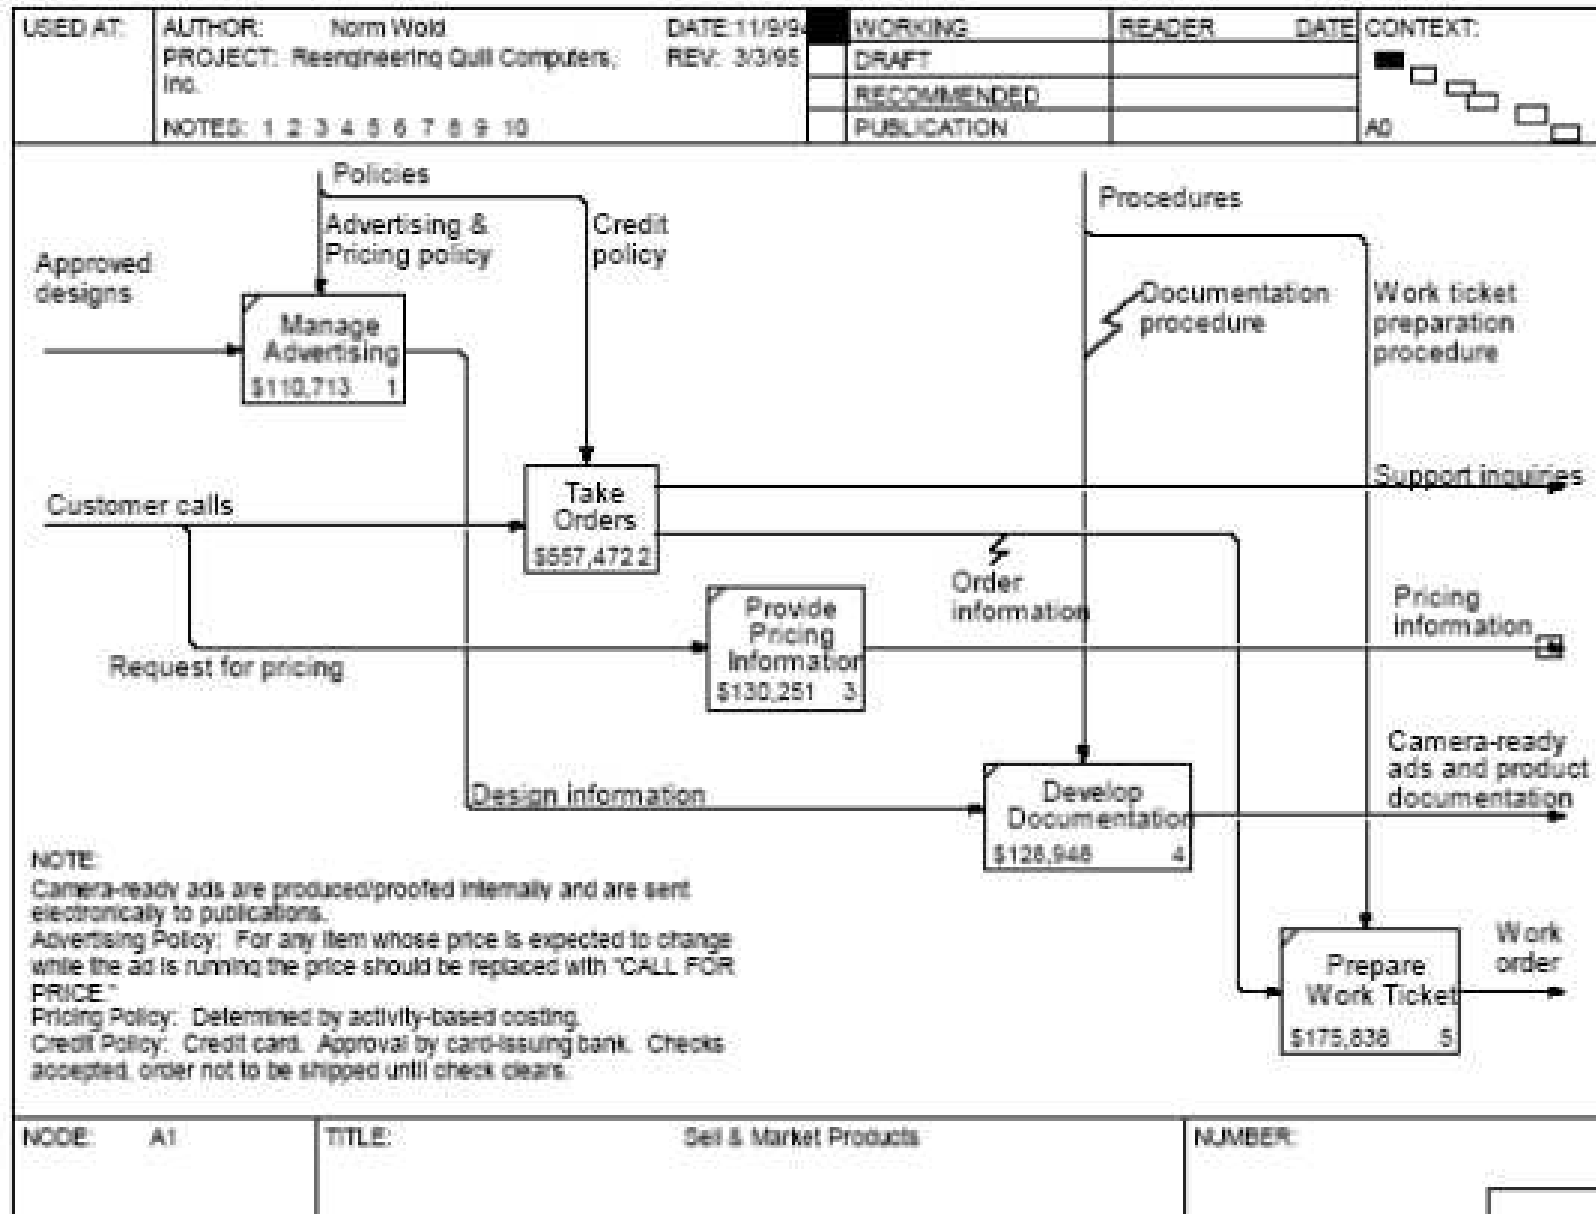 USED AT:
AUTHOR: Norm Wold
DATE: 11/9/94
PROJECT: Reengineering Quill Computers,
Inc.
REV: 3/3/95
NOTES: 1 2 3 4 5 6 7 8 9 10
WORKING
DRAFT
RECOMMENDED
PUBLICATION
READER DATE
CONTEXT:
A0
Policies
Advertising &
Pricing policy
Credit
policy
Procedures
Approved
designs
Documentation
procedure
Work ticket
preparation
procedure
Manage
Advertising
$110,713 1
Customer calls
Take
Orders
$557,472 2
Support inquiries
Order
information
Request for pricing
Provide
Pricing
Information
$130,251 3
Pricing
information
Design information
Develop
Documentation
$128,946 4
Camera-ready
ads and product
documentation
Prepare
Work Ticket
$175,838 5
Work
order
NOTE:
Camera-ready ads are produced/proofed internally and are sent
electronically to publications.
Advertising Policy: For any item whose price is expected to change
while the ad is running the price should be replaced with "CALL FOR
PRICE."
Pricing Policy: Determined by activity-based costing.
Credit Policy: Credit card. Approval by card-issuing bank. Checks
accepted, order not to be shipped until check clears.
NODE: A1
TITLE: Sell & Market Products
NUMBER: